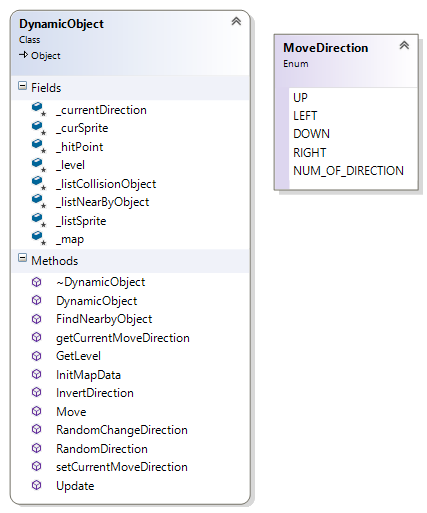 DynamicObject
Class
Object
Fields
_currentDirection
_curSprite
_hitPoint
_level
_listCollisionObject
_listNearByObject
_listSprite
_map
Methods
~DynamicObject
DynamicObject
FindNearbyObject
getCurrentMoveDirection
GetLevel
InitMapData
InvertDirection
Move
RandomChangeDirection
RandomDirection
setCurrentMoveDirection
Update
MoveDirection
Enum
UP
LEFT
DOWN
RIGHT
NUM_OF_DIRECTION